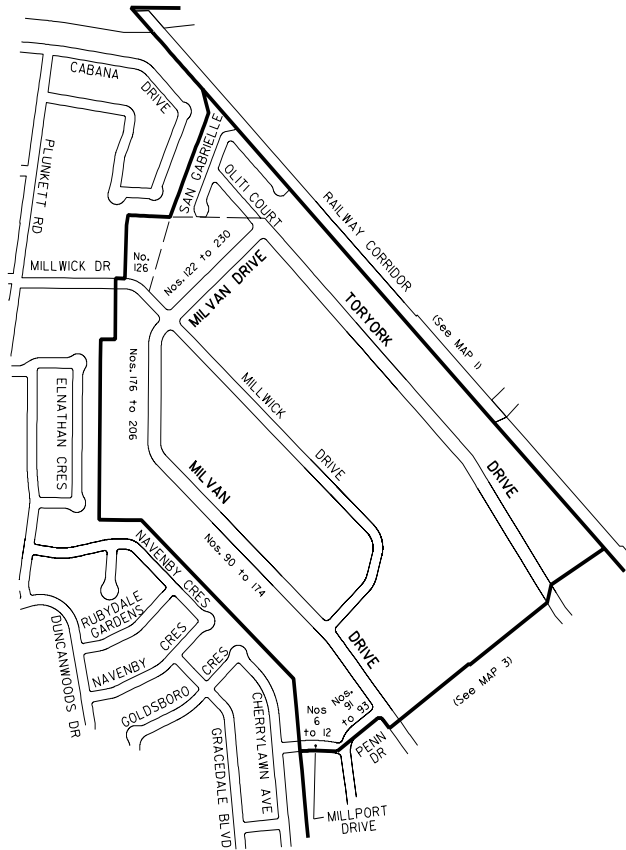 CABANA
DRIVE
PLUNKETT RD
SAN GABRIELLE
OLITI COURT
RAILWAY CORRIDOR
(See MAP 1)
MILLWICK DR
No.
126
Nos. 122 to 230
MILVAN DRIVE
TORYORK
DRIVE
Nos. 176 to 206
MILLWICK
DRIVE
ELNATHAN CRES
MILVAN
DRIVE
Nos. 90 to 174
NAVENBY CRES
RUBYDALE
GARDENS
DUNCANWOODS DR
NAVENBY
CRES
GOLDSBORO
CRES
GRACEDALE BLVD
CHERRYLAWN AVE
Nos
6
to 12
Nos.
91
to 93
PENN
DR
(See MAP 3)
MILLPORT
DRIVE